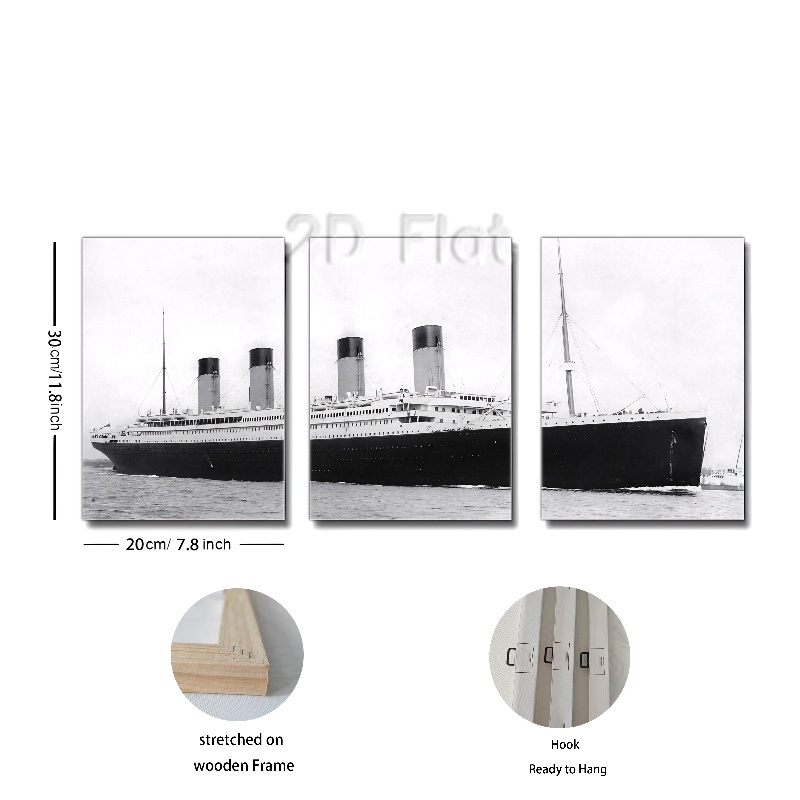 2D Flat
30cm/11.8inch
20cm/ 7.8 inch
stretched on
wooden Frame
Hook
Ready to Hang